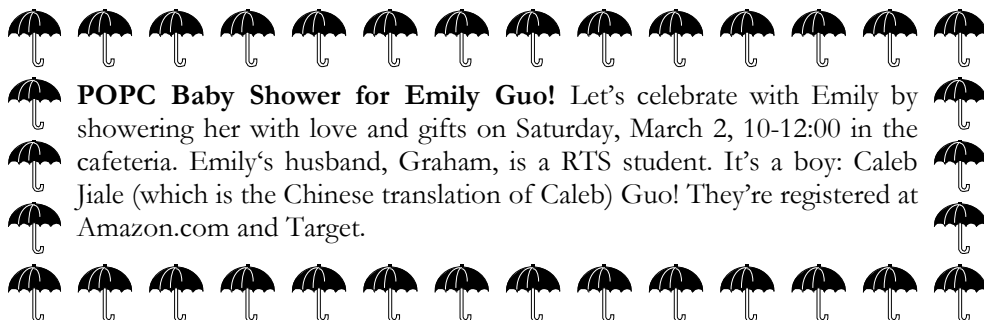 POPC Baby Shower for Emily Guo! Let’s celebrate with Emily by
showering her with love and gifts on Saturday, March 2, 10-12:00 in the
cafeteria. Emily‘s husband, Graham, is a RTS student. It’s a boy: Caleb
Jiale (which is the Chinese translation of Caleb) Guo! They’re registered at
Amazon.com and Target.